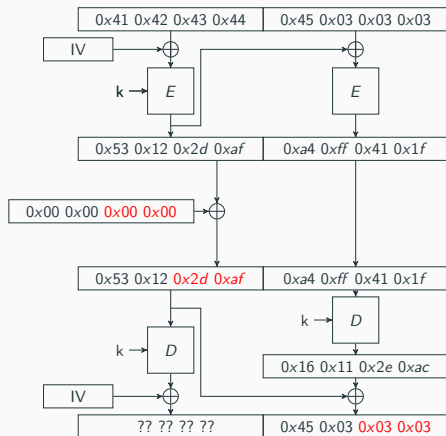 0x41 0x42 0x43 0x44 0x45 0x03 0x03 0x03
IV
k E E
0x53 0x12 0x2d 0xaf 0xa4 0xff 0x41 0x1f
0x00 0x00 0x00 0x00
0x53 0x12 0x2d 0xaf 0xa4 0xff 0x41 0x1f
k D
k D
0x16 0x11 0x2e 0xac
IV
?? ?? ?? ?? 0x45 0x03 0x03 0x03